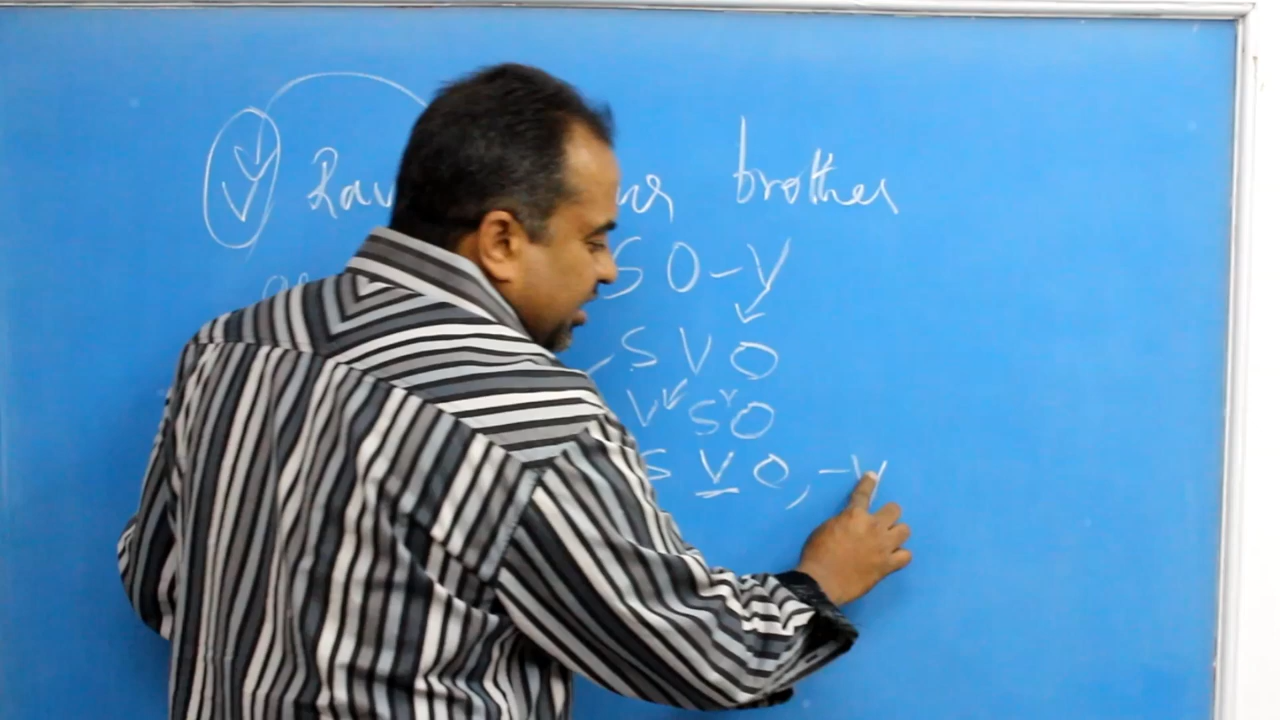 V Rav brother
S O - V
S V O
V S O
S V O, - V